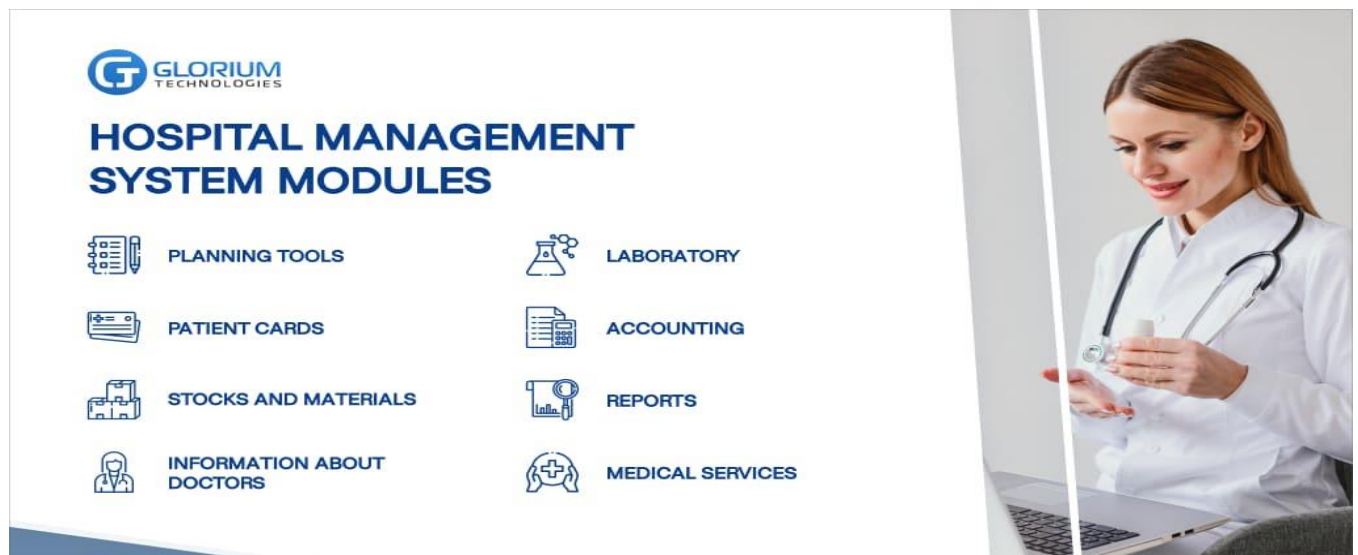 GLORIUM
TECHNOLOGIES
HOSPITAL MANAGEMENT
SYSTEM MODULES
PLANNING TOOLS
PATIENT CARDS
STOCKS AND MATERIALS
INFORMATION ABOUT
DOCTORS
LABORATORY
ACCOUNTING
REPORTS
MEDICAL SERVICES